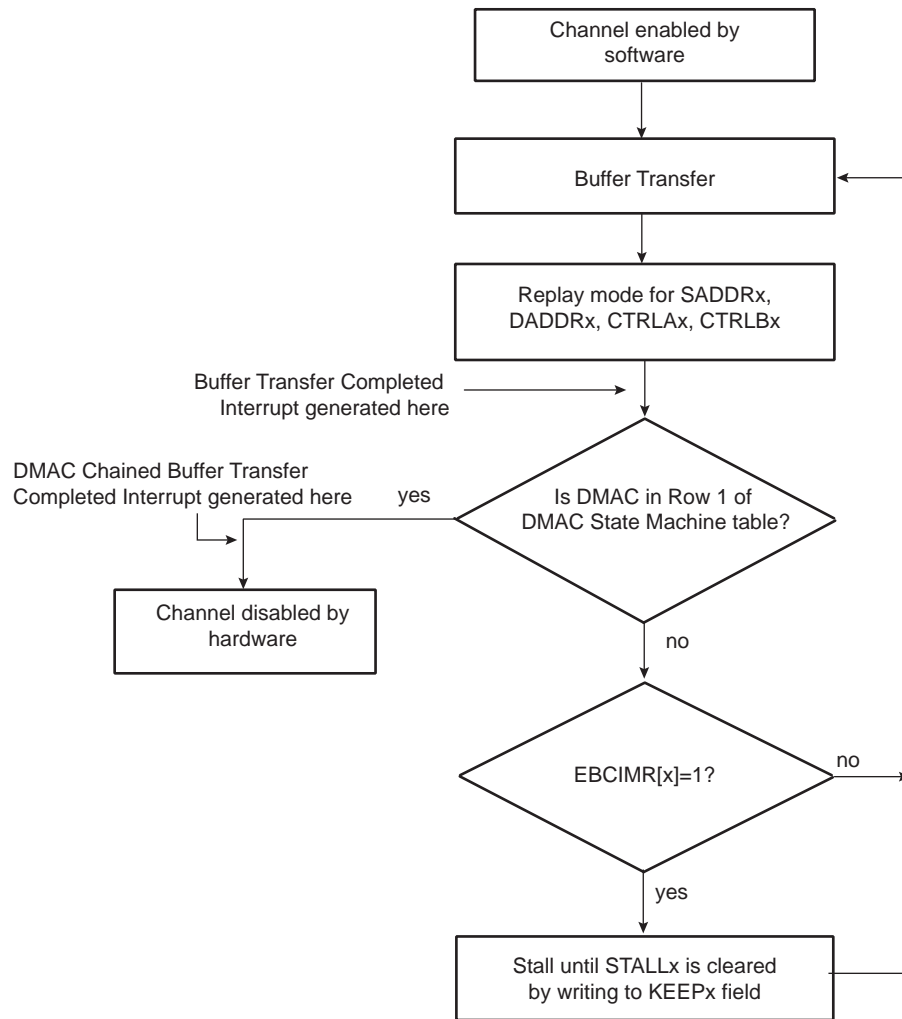 Channel enabled by
software
Buffer Transfer
Replay mode for SADDRx,
DADDRx, CTRLAx, CTRLBx
Buffer Transfer Completed
Interrupt generated here
DMAC Chained Buffer Transfer
Completed Interrupt generated here
yes
Is DMAC in Row 1 of
DMAC State Machine table?
Channel disabled by
hardware
no
EBCIMR[x]=1?
no
yes
Stall until STALLx is cleared
by writing to KEEPx field